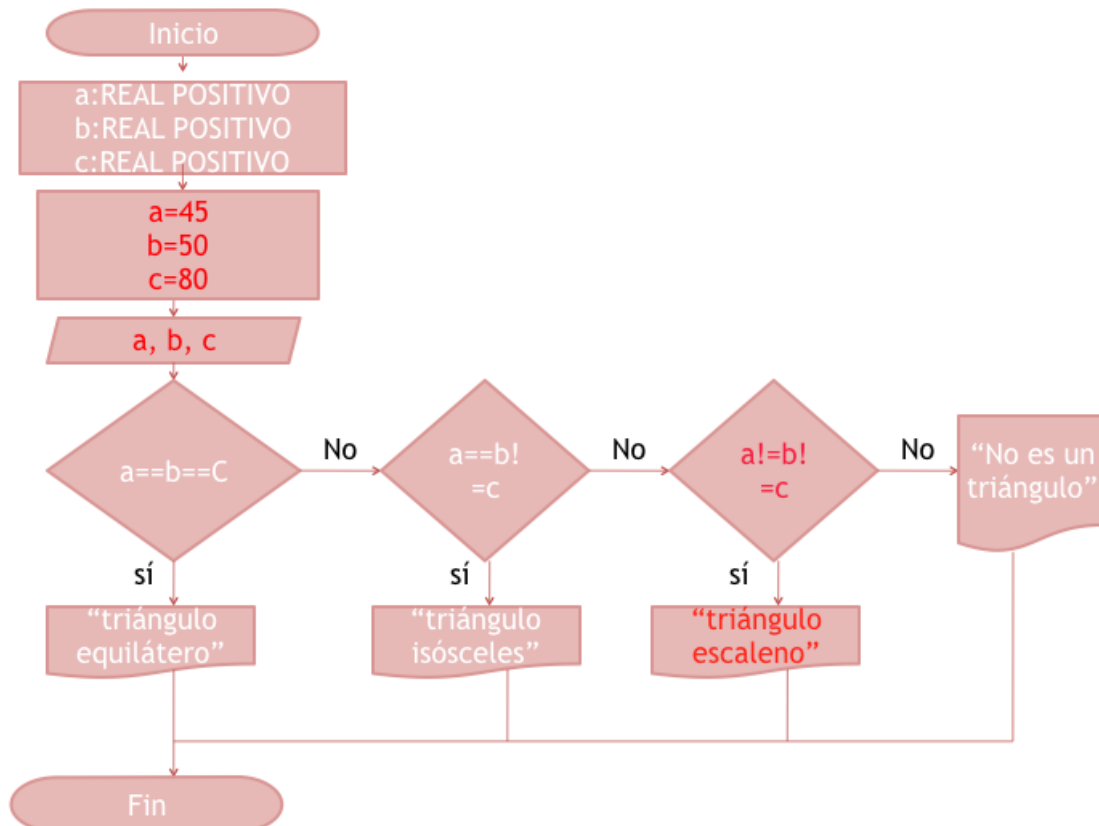 Inicio
a:REAL POSITIVO
b:REAL POSITIVO
c:REAL POSITIVO
a=45
b=50
c=80
a, b, c
a==b==C
No
a==b!
=c
No
a!=b!
=c
No
“No es un
triángulo”
sí
sí
sí
“triángulo
equilátero”
“triángulo
isósceles”
“triángulo
escaleno”
Fin